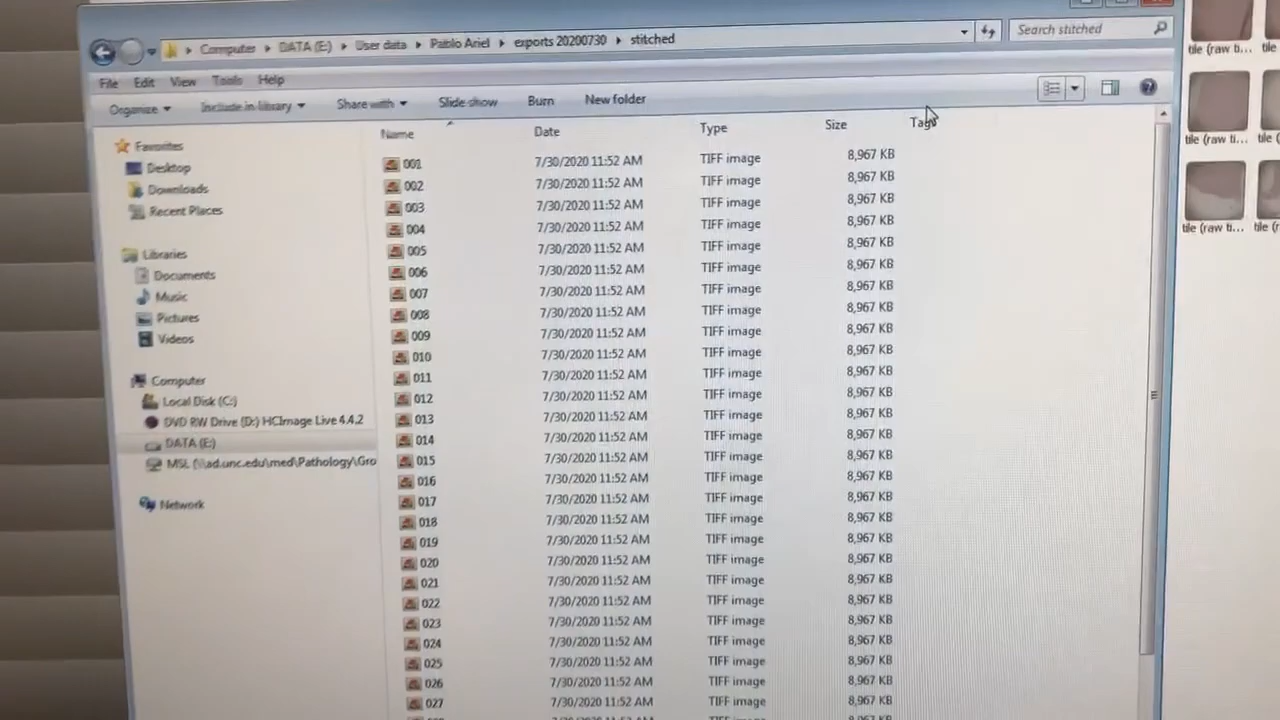 Computer DATA (E:) User data Pablo Ariel exports 20200730 stitched Search stitched
File Edit View Tools Help
Organize Include in library Share with Slide show Burn New folder
Name Date Type Size Tags
Favorites
Desktop
Downloads
Recent Places
Libraries
Documents
Music
Pictures
Videos
Computer
Local Disk (C:)
DVD RW Drive (D:) HCImage Live 4.4.2
DATA (E:)
MSL (\\ad.unc.edu\med\Pathology\Gro
Network
001 7/30/2020 11:52 AM TIFF image 8,967 KB
002 7/30/2020 11:52 AM TIFF image 8,967 KB
003 7/30/2020 11:52 AM TIFF image 8,967 KB
004 7/30/2020 11:52 AM TIFF image 8,967 KB
005 7/30/2020 11:52 AM TIFF image 8,967 KB
006 7/30/2020 11:52 AM TIFF image 8,967 KB
007 7/30/2020 11:52 AM TIFF image 8,967 KB
008 7/30/2020 11:52 AM TIFF image 8,967 KB
009 7/30/2020 11:52 AM TIFF image 8,967 KB
010 7/30/2020 11:52 AM TIFF image 8,967 KB
011 7/30/2020 11:52 AM TIFF image 8,967 KB
012 7/30/2020 11:52 AM TIFF image 8,967 KB
013 7/30/2020 11:52 AM TIFF image 8,967 KB
014 7/30/2020 11:52 AM TIFF image 8,967 KB
015 7/30/2020 11:52 AM TIFF image 8,967 KB
016 7/30/2020 11:52 AM TIFF image 8,967 KB
017 7/30/2020 11:52 AM TIFF image 8,967 KB
018 7/30/2020 11:52 AM TIFF image 8,967 KB
019 7/30/2020 11:52 AM TIFF image 8,967 KB
020 7/30/2020 11:52 AM TIFF image 8,967 KB
021 7/30/2020 11:52 AM TIFF image 8,967 KB
022 7/30/2020 11:52 AM TIFF image 8,967 KB
023 7/30/2020 11:52 AM TIFF image 8,967 KB
024 7/30/2020 11:52 AM TIFF image 8,967 KB
025 7/30/2020 11:52 AM TIFF image 8,967 KB
026 7/30/2020 11:52 AM TIFF image 8,967 KB
027 7/30/2020 11:52 AM TIFF image 8,967 KB
tile (raw ti... tile
tile (raw ti... tile (
tile (raw ti... tile (r